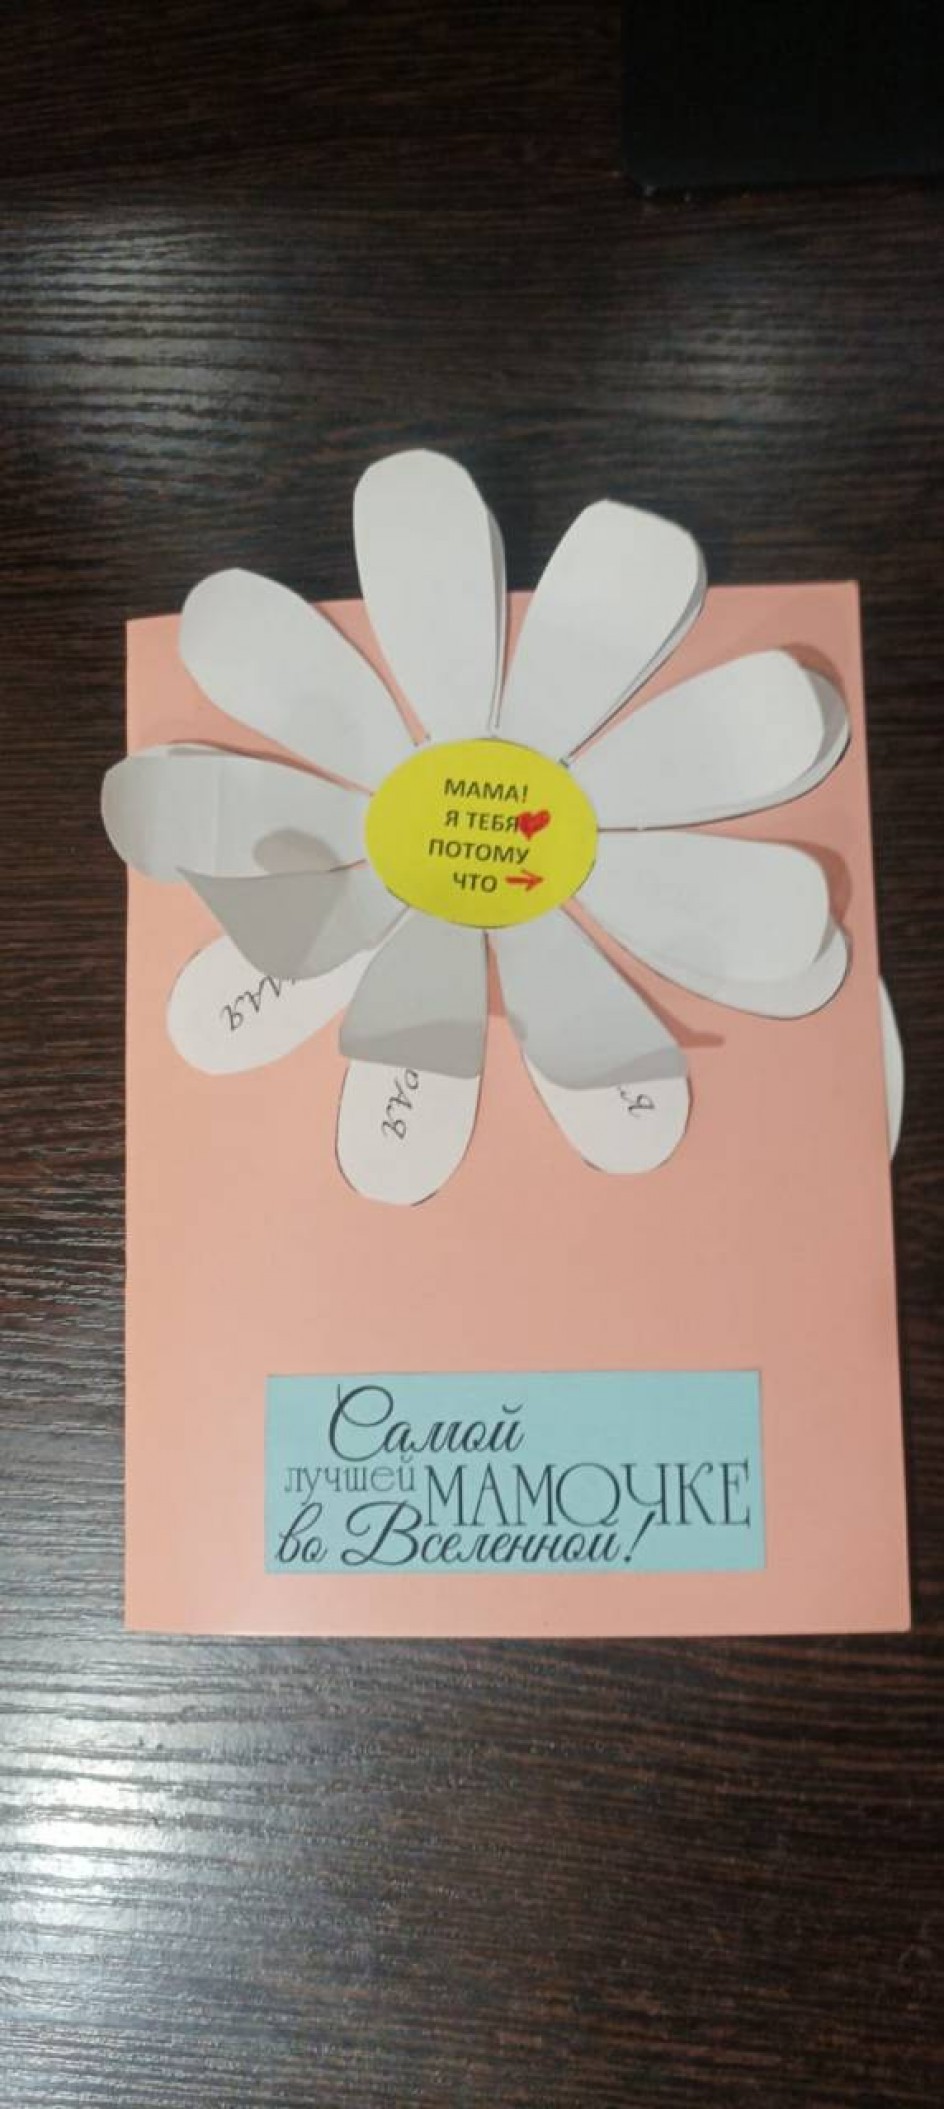 МАМА!
Я ТЕБЯ
ПОТОМУ
ЧТО
Самой
лучшей МАМОЧКЕ
во Вселенной!